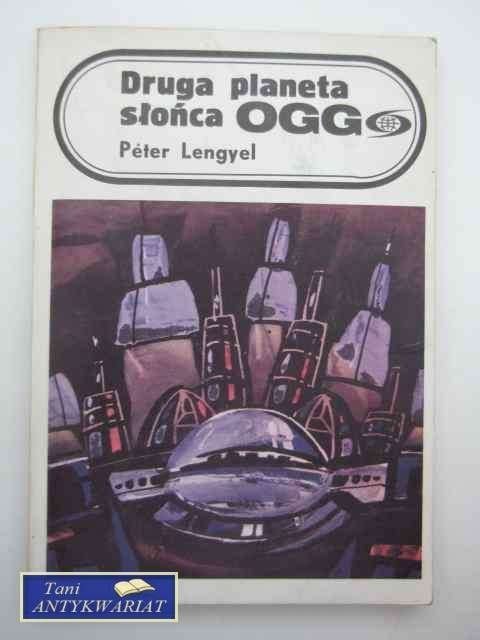 Druga planeta
słońca OGG
Péter Lengyel
Tani
ANTYKWARIAT